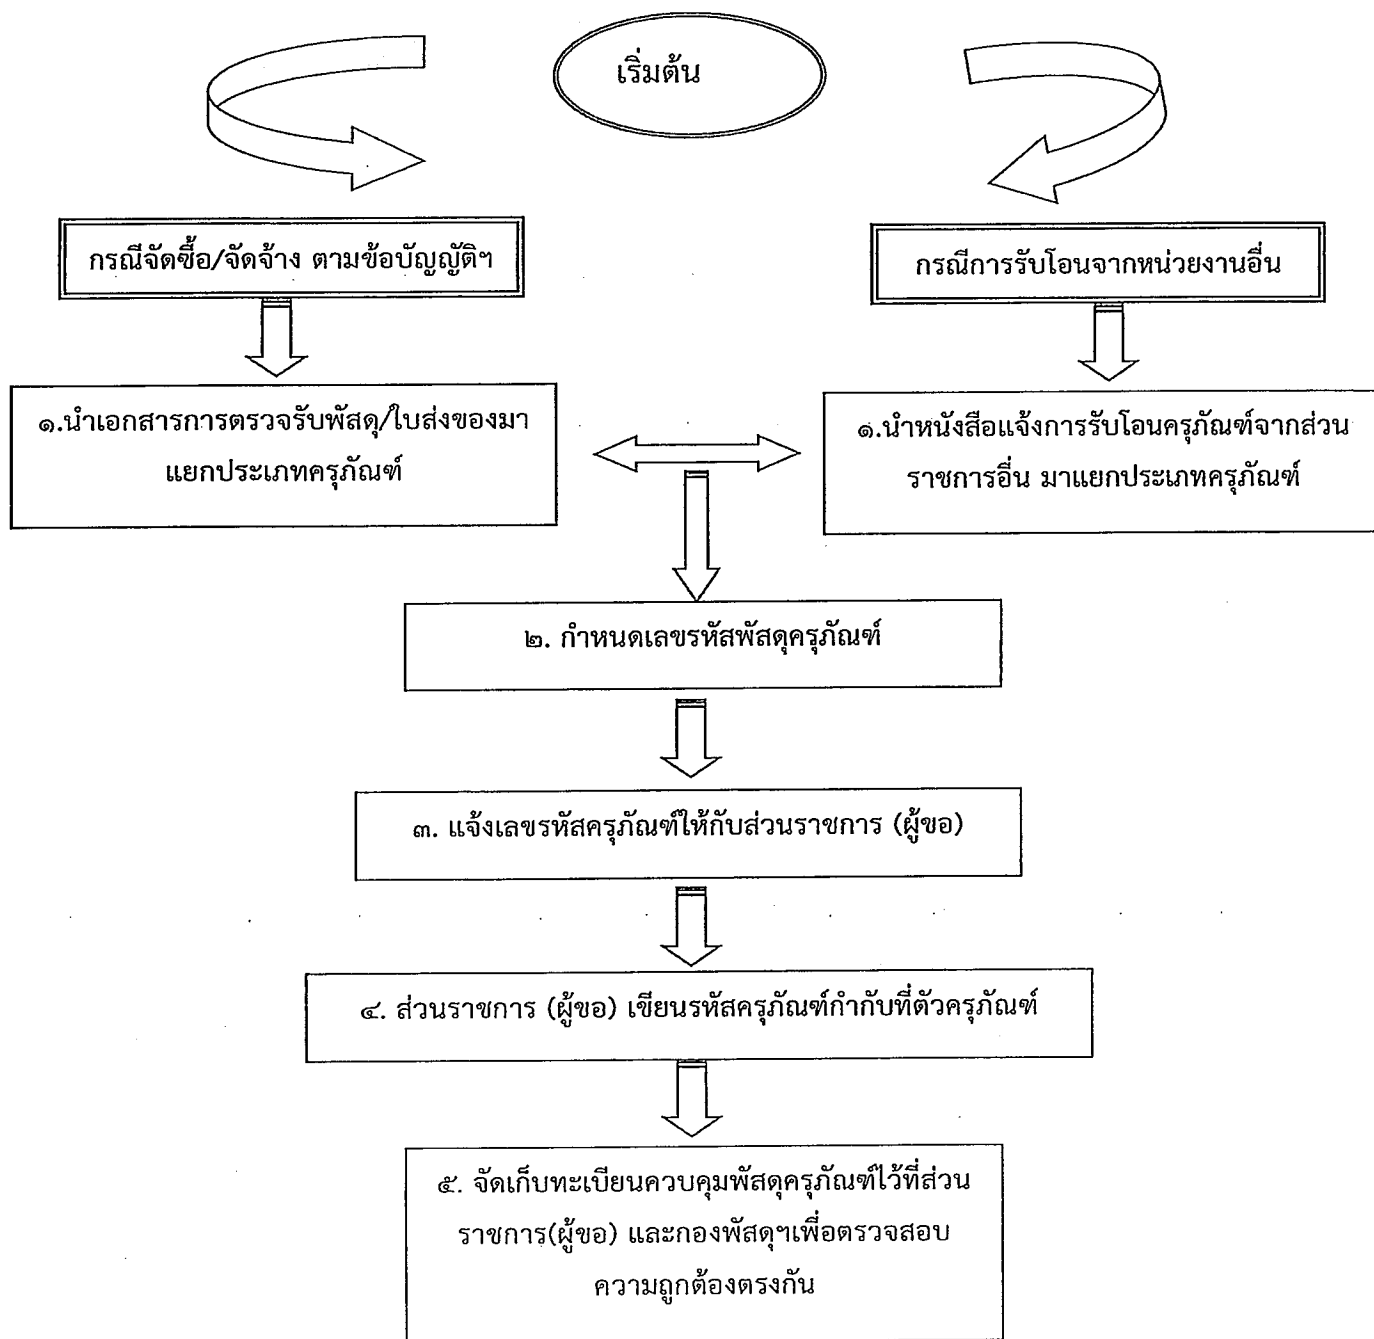 เริ่มต้น
กรณีจัดซื้อ/จัดจ้าง ตามข้อบัญญัติฯ
กรณีการรับโอนจากหน่วยงานอื่น
๑.นำเอกสารการตรวจรับพัสดุ/ใบส่งของมา
แยกประเภทครุภัณฑ์
๑.นำหนังสือแจ้งการรับโอนครุภัณฑ์จากส่วน
ราชการอื่น มาแยกประเภทครุภัณฑ์
๒. กำหนดเลขรหัสพัสดุครุภัณฑ์
๓. แจ้งเลขรหัสครุภัณฑ์ให้กับส่วนราชการ (ผู้ขอ)
๔. ส่วนราชการ (ผู้ขอ) เขียนรหัสครุภัณฑ์กำกับที่ตัวครุภัณฑ์
๕. จัดเก็บทะเบียนควบคุมพัสดุครุภัณฑ์ไว้ที่ส่วน
ราชการ(ผู้ขอ) และกองพัสดุฯเพื่อตรวจสอบ
ความถูกต้องตรงกัน